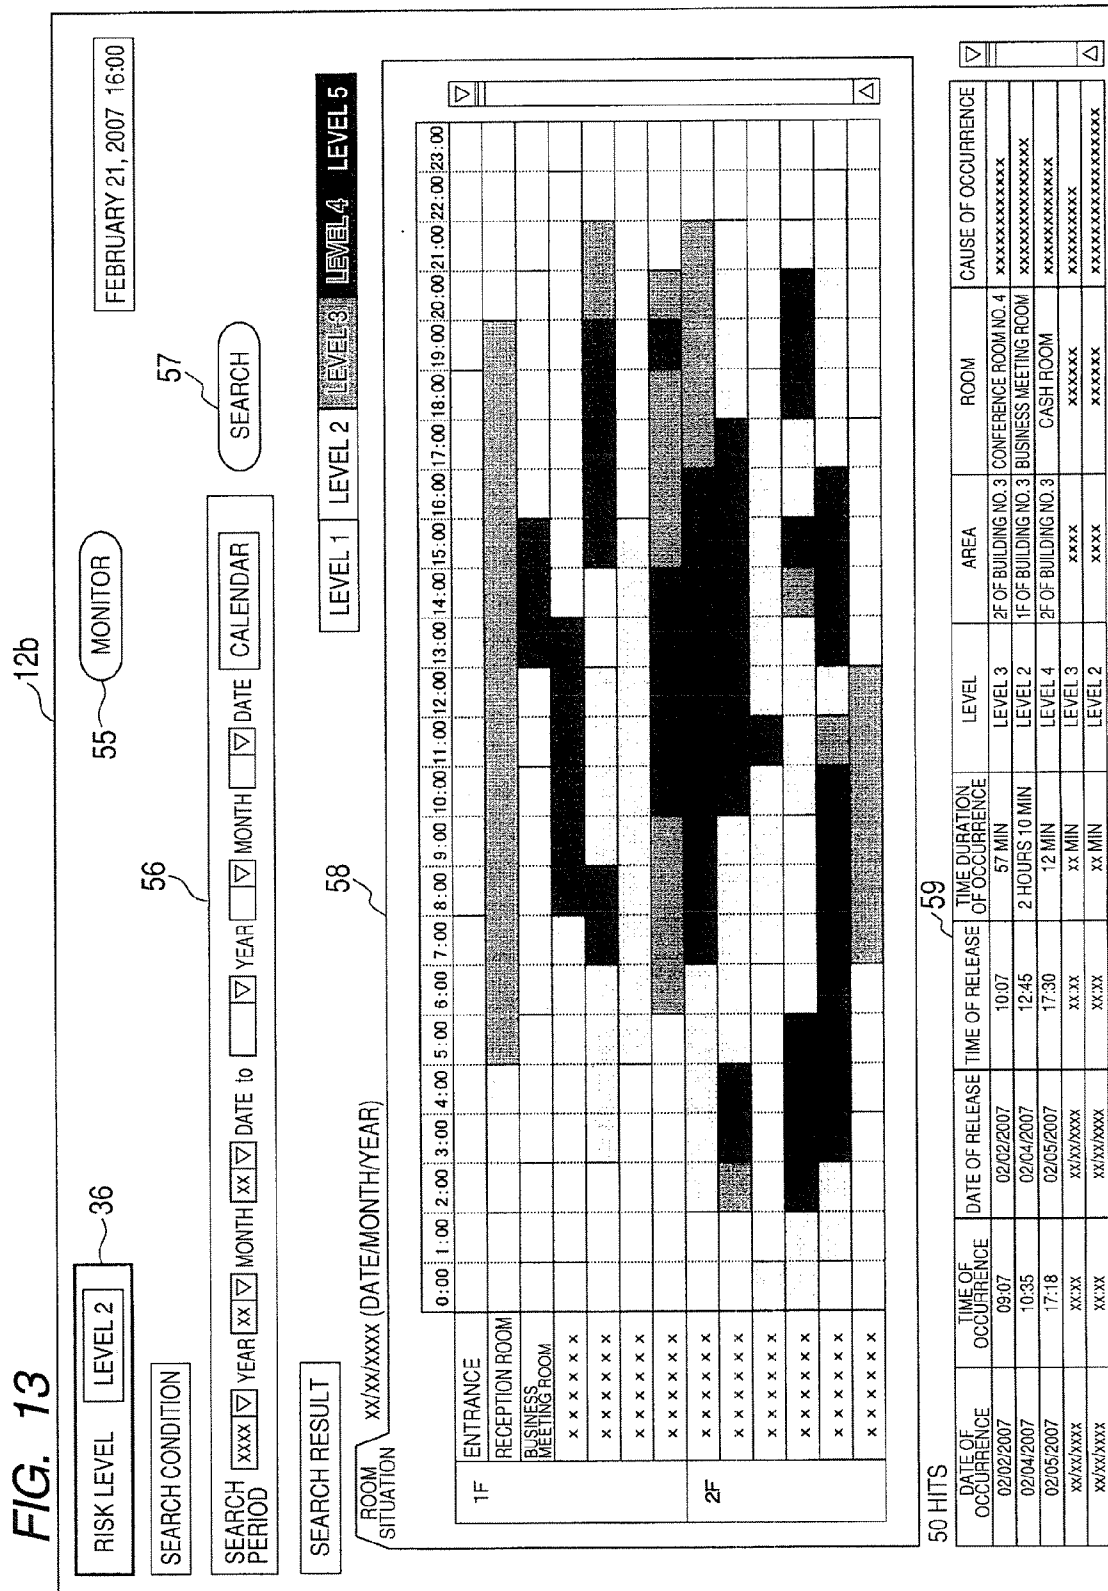 FIG. 13
12b
RISK LEVEL LEVEL 2
36
55
MONITOR
FEBRUARY 21, 2007 16:00
SEARCH CONDITION
56
57
SEARCH PERIOD xxxx ▽ YEAR xx ▽ MONTH xx ▽ DATE to ▽ YEAR ▽ MONTH ▽ DATE CALENDAR
SEARCH
SEARCH RESULT
LEVEL 1 LEVEL 2 LEVEL 3 LEVEL 4 LEVEL 5
58
ROOM SITUATION xx/xx/xxxx (DATE/MONTH/YEAR)
0:00 1:00 2:00 3:00 4:00 5:00 6:00 7:00 8:00 9:00 10:00 11:00 12:00 13:00 14:00 15:00 16:00 17:00 18:00 19:00 20:00 21:00 22:00 23:00
1F
ENTRANCE
RECEPTION ROOM
BUSINESS MEETING ROOM
x x x x x x
x x x x x x
x x x x x x
x x x x x x
2F
x x x x x x
x x x x x x
x x x x x x
x x x x x x
x x x x x x
x x x x x x
50 HITS
59
DATE OF OCCURRENCE TIME OF OCCURRENCE DATE OF RELEASE TIME OF RELEASE TIME DURATION OF OCCURRENCE LEVEL AREA ROOM CAUSE OF OCCURRENCE
02/02/2007 09:07 02/02/2007 10:07 57 MIN LEVEL 3 2F OF BUILDING NO. 3 CONFERENCE ROOM NO. 4 xxxxxxxxxxxx
02/04/2007 10:35 02/04/2007 12:45 2 HOURS 10 MIN LEVEL 2 1F OF BUILDING NO. 3 BUSINESS MEETING ROOM xxxxxxxxxxxxx
02/05/2007 17:18 02/05/2007 17:30 12 MIN LEVEL 4 2F OF BUILDING NO. 3 CASH ROOM xxxxxxxxxxxx
xx/xx/xxxx xx:xx xx/xx/xxxx xx:xx xx MIN LEVEL 3 xxxx xxxxxx xxxxxxxxx
xx/xx/xxxx xx:xx xx/xx/xxxx xx:xx xx MIN LEVEL 2 xxxx xxxxxx xxxxxxxxxxxxxxxx